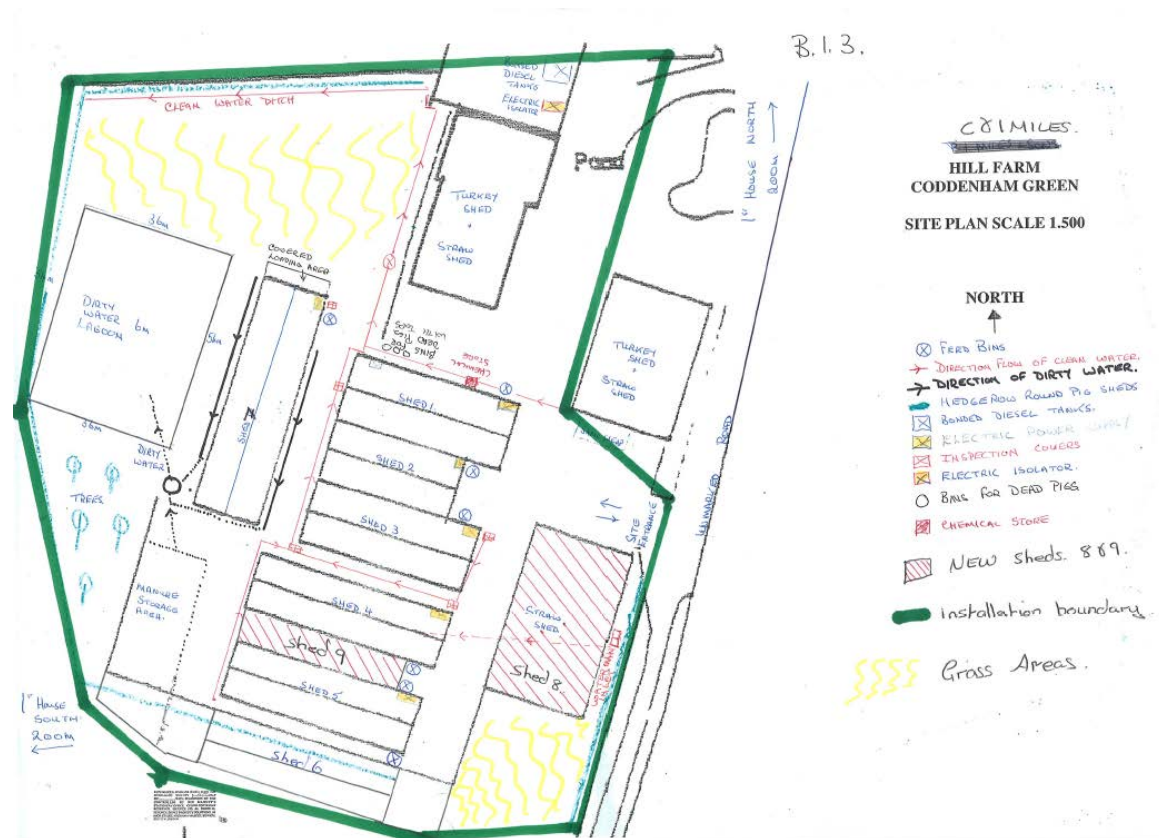 B.1.3.
BONDED
DIESEL
TANKS
ELECTRIC
ISOLATOR
CLEAN WATER DITCH
Pond
1st HOUSE NORTH
200M
TURKEY
SHED
+
STRAW
SHED
36m
COVERED
LOADING AREA
DIRTY
WATER 6m
LAGOON
56m
36m
BINS FOR
DEAD PIGS
WITH TOPS
CHEMICAL
STORE
TURKEY
SHED
+
STRAW
SHED
SHED 1
SHED 2
SHED 3
SHED 4
Shed 9
SHED 5
Shed 6
SHED 7
DIRTY
WATER
TREES
MANURE
STORAGE
AREA.
SITE
ENTRANCE
UNMARKED ROAD
STRAW
SHED
Shed 8
WATER MAIN
1st HOUSE
SOUTH
200M
C & I MILES.
HILL FARM
CODDENHAM GREEN
SITE PLAN SCALE 1.500
NORTH
FEED BINS
DIRECTION FLOW OF CLEAN WATER.
DIRECTION OF DIRTY WATER.
HEDGEROW ROUND PIG SHEDS
BONDED DIESEL TANKS.
ELECTRIC POWER SUPPLY
INSPECTION COVERS
ELECTRIC ISOLATOR.
BINS FOR DEAD PIGS
CHEMICAL STORE
NEW Sheds. 8 & 9.
Installation boundary
Grass Areas.